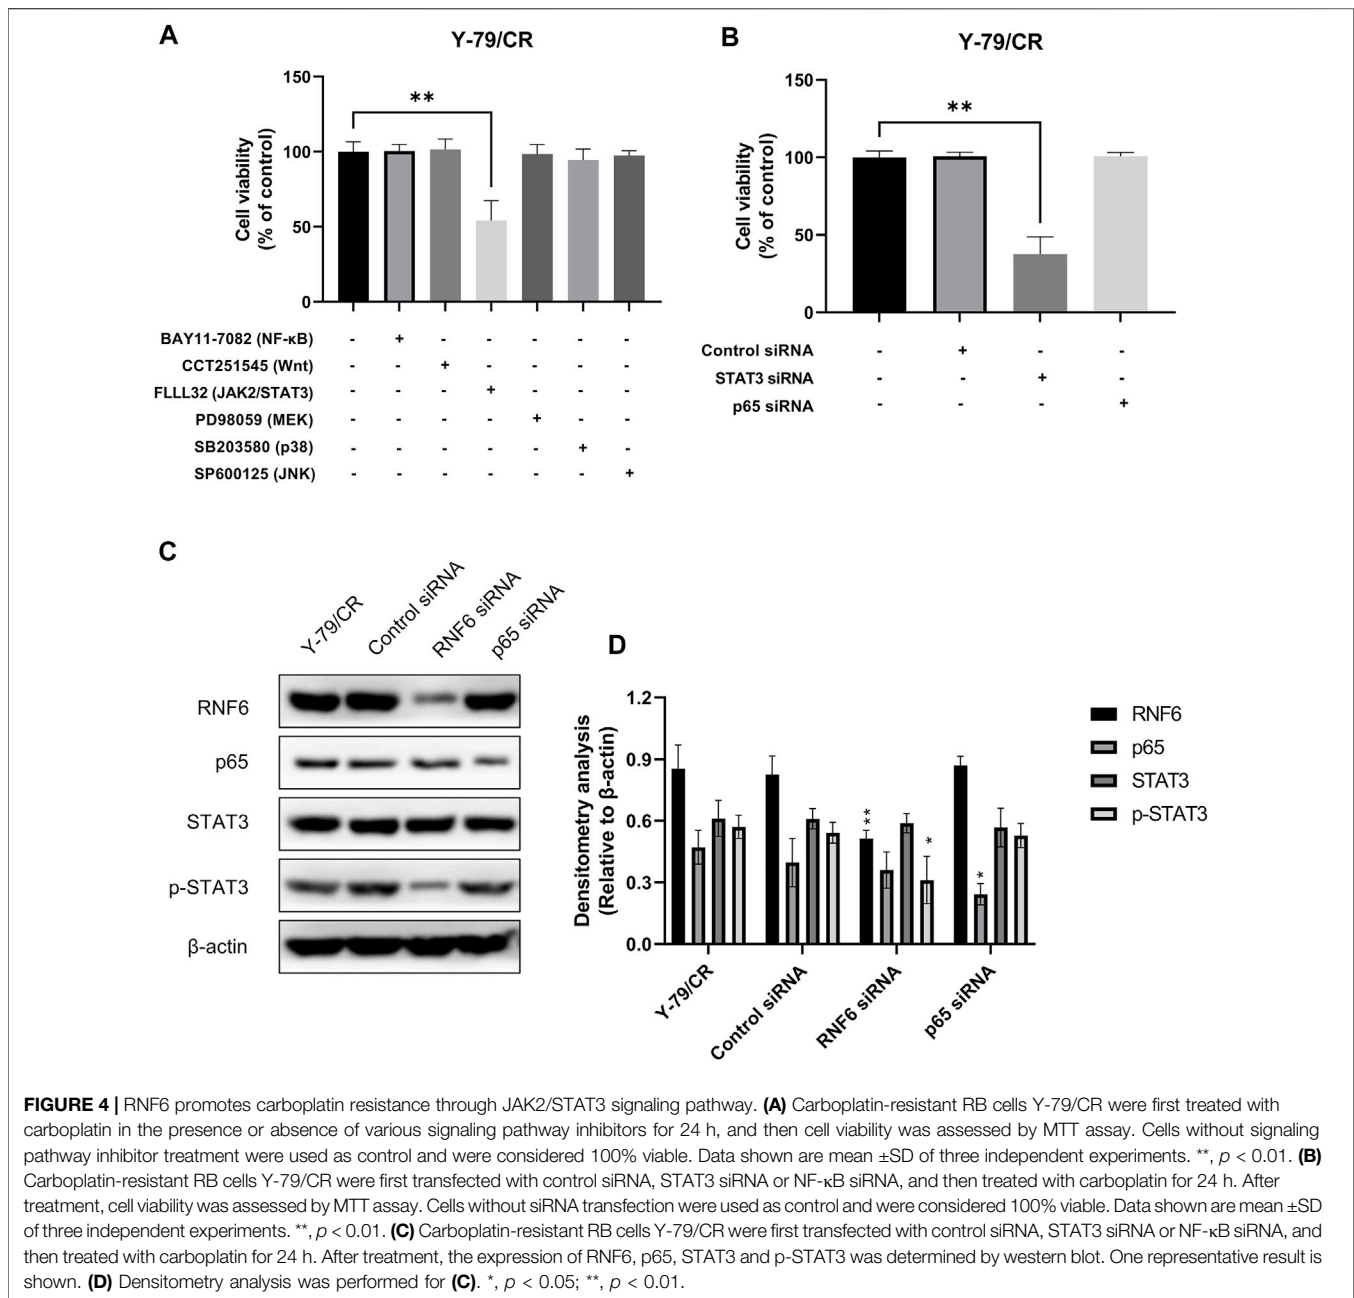 A
Y-79/CR
**
150
100
50
0
Cell viability
(% of control)
BAY11-7082 (NF-κB) - + - - - - -
CCT251545 (Wnt) - - + - - - -
FLLL32 (JAK2/STAT3) - - - + - - -
PD98059 (MEK) - - - - + - -
SB203580 (p38) - - - - - + -
SP600125 (JNK) - - - - - - +
B
Y-79/CR
**
150
100
50
0
Cell viability
(% of control)
Control siRNA - + - -
STAT3 siRNA - - + -
p65 siRNA - - - +
C
Y-79/CR
Control siRNA
RNF6 siRNA
p65 siRNA
RNF6
p65
STAT3
p-STAT3
β-actin
D
1.2
0.9
0.6
0.3
0.0
Densitometry analysis
(Relative to β-actin)
**
*
*
Y-79/CR
Control siRNA
RNF6 siRNA
p65 siRNA
RNF6
p65
STAT3
p-STAT3
FIGURE 4 | RNF6 promotes carboplatin resistance through JAK2/STAT3 signaling pathway. (A) Carboplatin-resistant RB cells Y-79/CR were first treated with
carboplatin in the presence or absence of various signaling pathway inhibitors for 24 h, and then cell viability was assessed by MTT assay. Cells without signaling
pathway inhibitor treatment were used as control and were considered 100% viable. Data shown are mean ±SD of three independent experiments. **, p < 0.01. (B)
Carboplatin-resistant RB cells Y-79/CR were first transfected with control siRNA, STAT3 siRNA or NF-κB siRNA, and then treated with carboplatin for 24 h. After
treatment, cell viability was assessed by MTT assay. Cells without siRNA transfection were used as control and were considered 100% viable. Data shown are mean ±SD
of three independent experiments. **, p < 0.01. (C) Carboplatin-resistant RB cells Y-79/CR were first transfected with control siRNA, STAT3 siRNA or NF-κB siRNA, and
then treated with carboplatin for 24 h. After treatment, the expression of RNF6, p65, STAT3 and p-STAT3 was determined by western blot. One representative result is
shown. (D) Densitometry analysis was performed for (C). *, p < 0.05; **, p < 0.01.